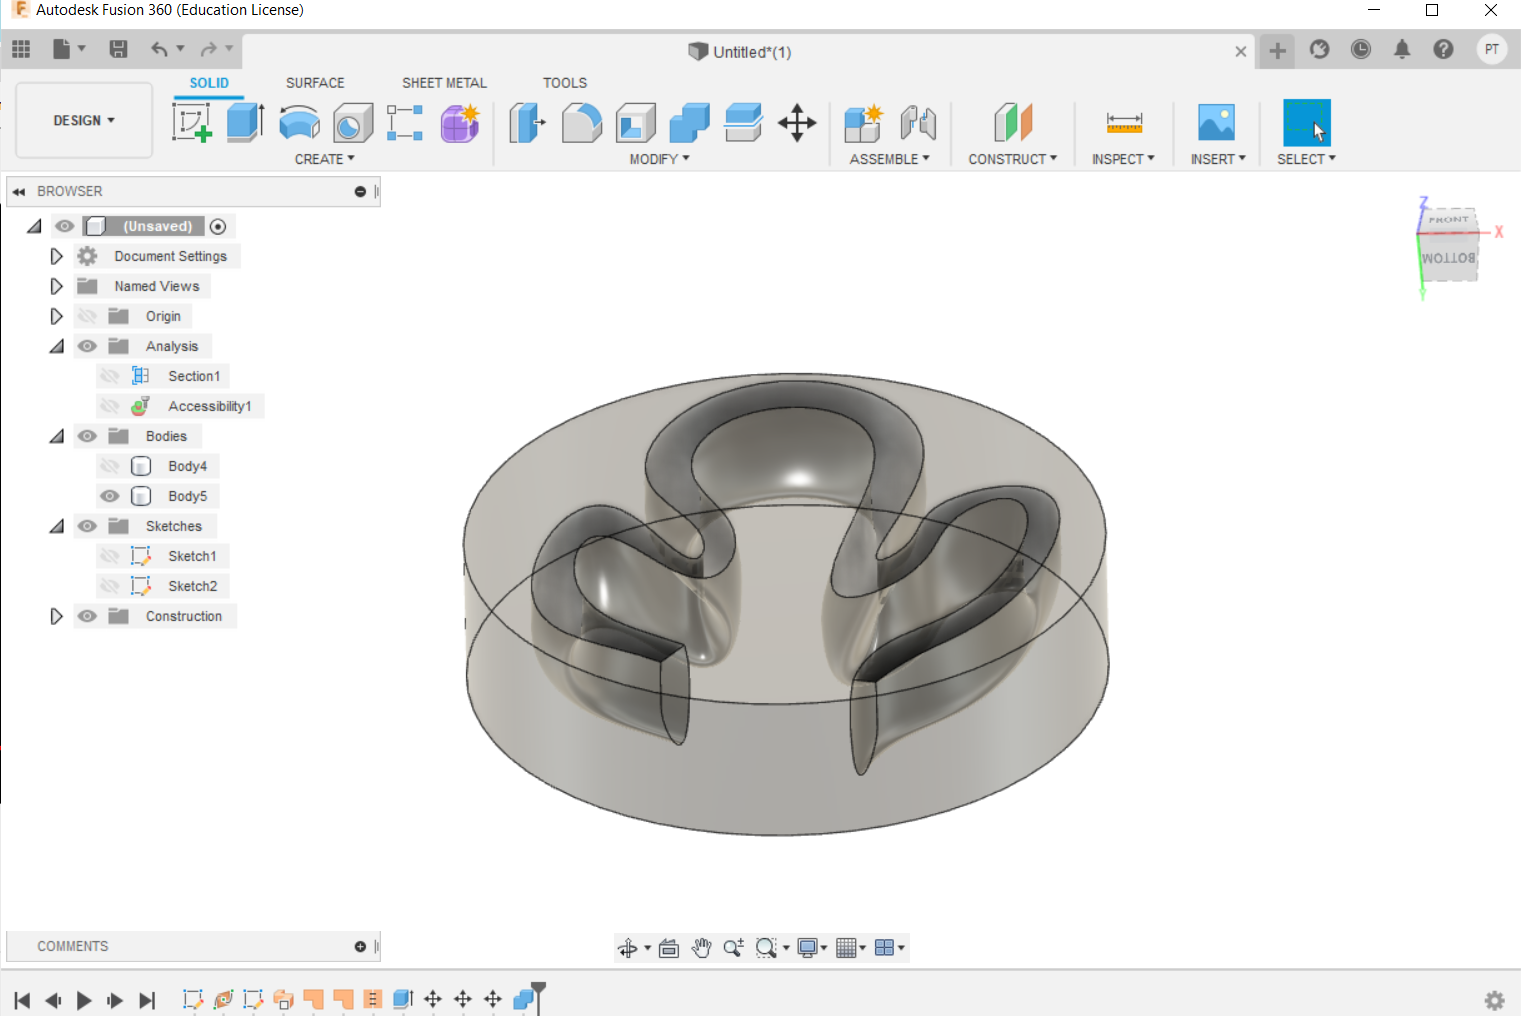 Autodesk Fusion 360 (Education License)
Untitled*(1)
PT
SOLID SURFACE SHEET METAL TOOLS
DESIGN
CREATE MODIFY ASSEMBLE CONSTRUCT INSPECT INSERT SELECT
BROWSER
(Unsaved)
Document Settings
Named Views
Origin
Analysis
Section1
Accessibility1
Bodies
Body4
Body5
Sketches
Sketch1
Sketch2
Construction
Z
FRONT
X
BOTTOM
Y
COMMENTS